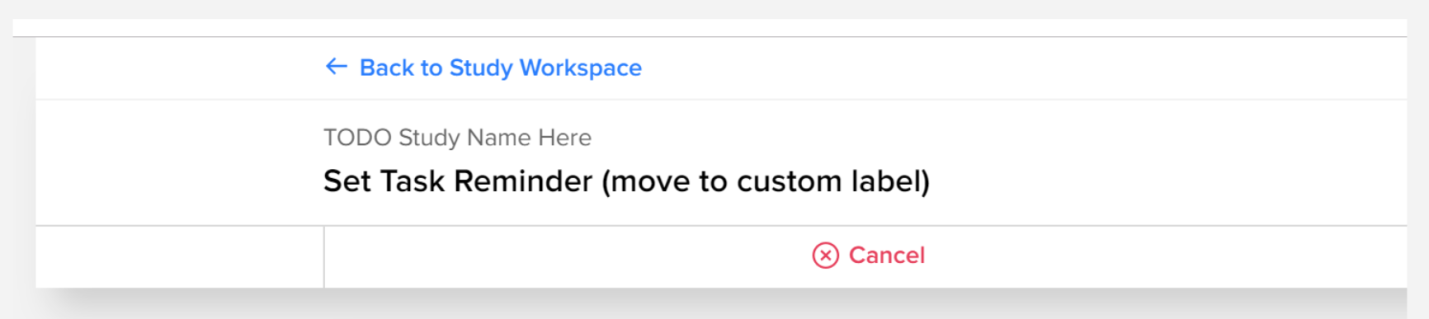 ← Back to Study Workspace
TODO Study Name Here
Set Task Reminder (move to custom label)
Cancel